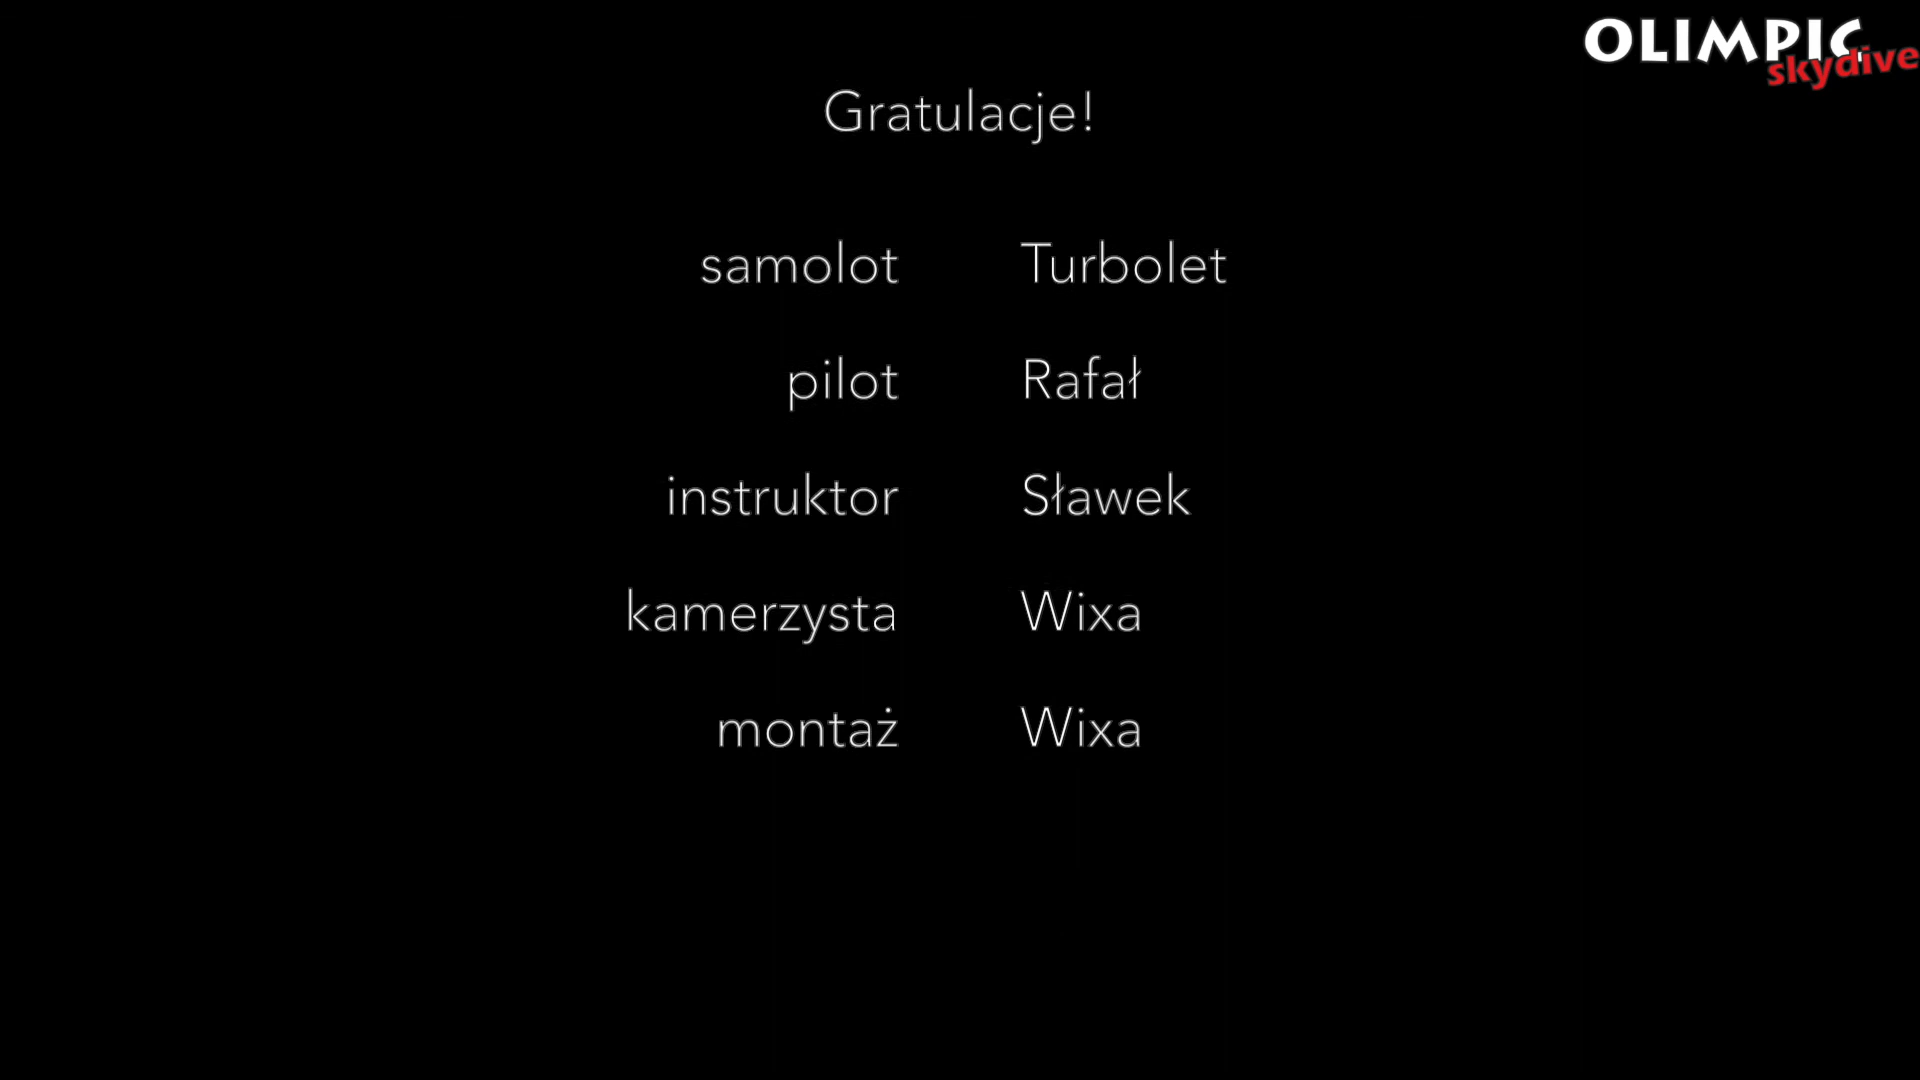 OLIMPIC
skydive
Gratulacje!
samolot Turbolet
pilot Rafał
instruktor Sławek
kamerzysta Wixa
montaż Wixa